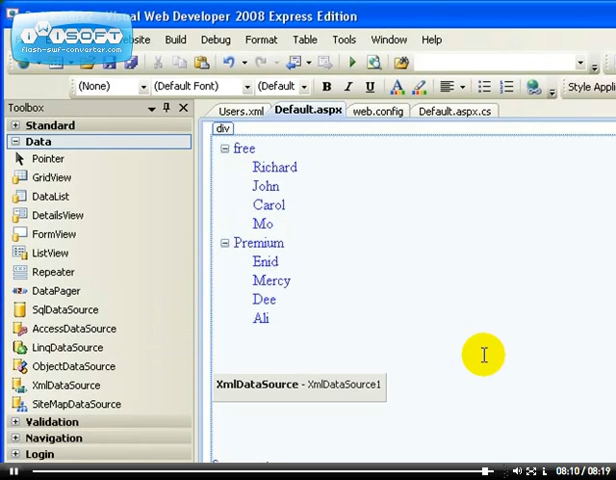 Visual Web Developer 2008 Express Edition
iWiSOFT
flash-swf-converter.com
Website Build Debug Format Table Tools Window Help
(None) (Default Font) (Default B I U A Style Appli
Toolbox
Users.xml Default.aspx web.config Default.aspx.cs
div
Standard
Data
Pointer
GridView
DataList
DetailsView
FormView
ListView
Repeater
DataPager
SqlDataSource
AccessDataSource
LinqDataSource
ObjectDataSource
XmlDataSource
SiteMapDataSource
Validation
Navigation
Login
free
Richard
John
Carol
Mo
Premium
Enid
Mercy
Dee
Ali
XmlDataSource - XmlDataSource1
08:10 / 08:19